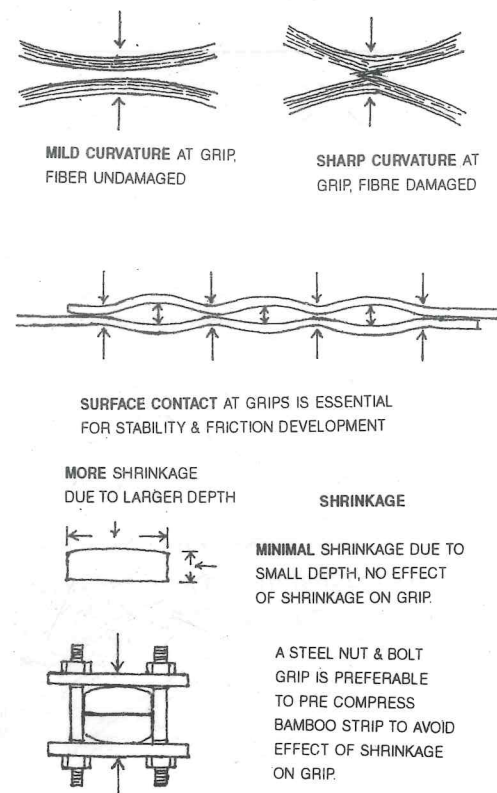 MILD CURVATURE AT GRIP,
FIBER UNDAMAGED
SHARP CURVATURE AT
GRIP, FIBRE DAMAGED
SURFACE CONTACT AT GRIPS IS ESSENTIAL
FOR STABILITY & FRICTION DEVELOPMENT
MORE SHRINKAGE
DUE TO LARGER DEPTH
SHRINKAGE
MINIMAL SHRINKAGE DUE TO
SMALL DEPTH, NO EFFECT
OF SHRINKAGE ON GRIP.
A STEEL NUT & BOLT
GRIP IS PREFERABLE
TO PRE COMPRESS
BAMBOO STRIP TO AVOID
EFFECT OF SHRINKAGE
ON GRIP.